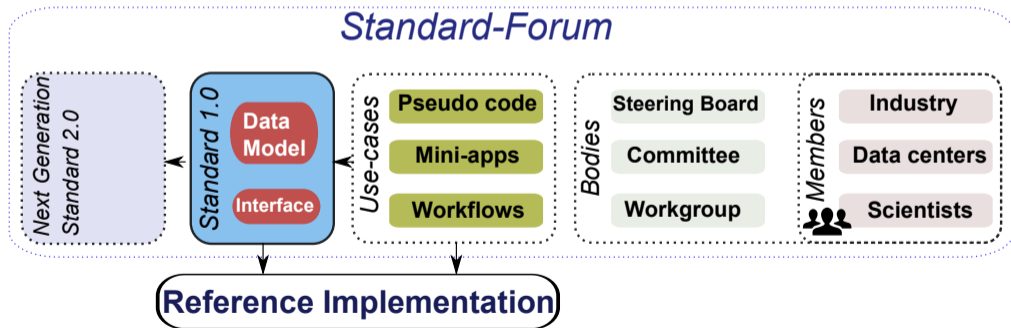 Standard-Forum
Next Generation
Standard 2.0
Standard 1.0
Data
Model
Interface
Use-cases
Pseudo code
Mini-apps
Workflows
Bodies
Steering Board
Committee
Workgroup
Members
Industry
Data centers
Scientists
Reference Implementation